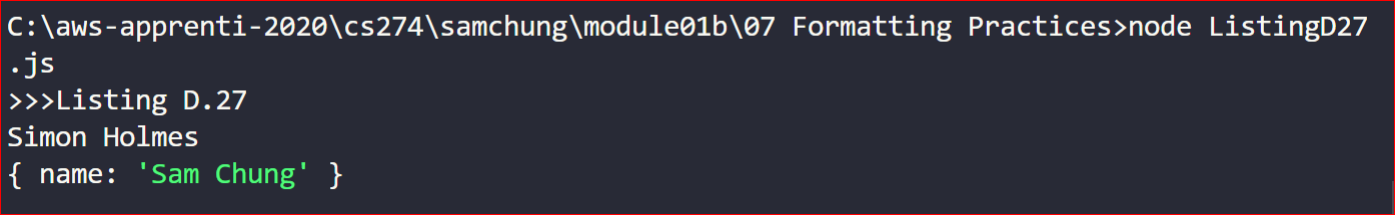 C:\aws-apprenti-2020\cs274\samchung\module01b\07 Formatting Practices>node ListingD27
.js
>>>Listing D.27
Simon Holmes
{ name: 'Sam Chung' }